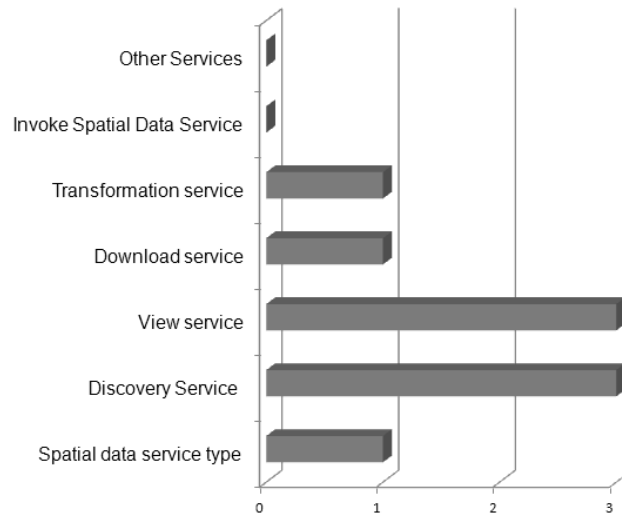 Other Services
Invoke Spatial Data Service
Transformation service
Download service
View service
Discovery Service
Spatial data service type
0 1 2 3